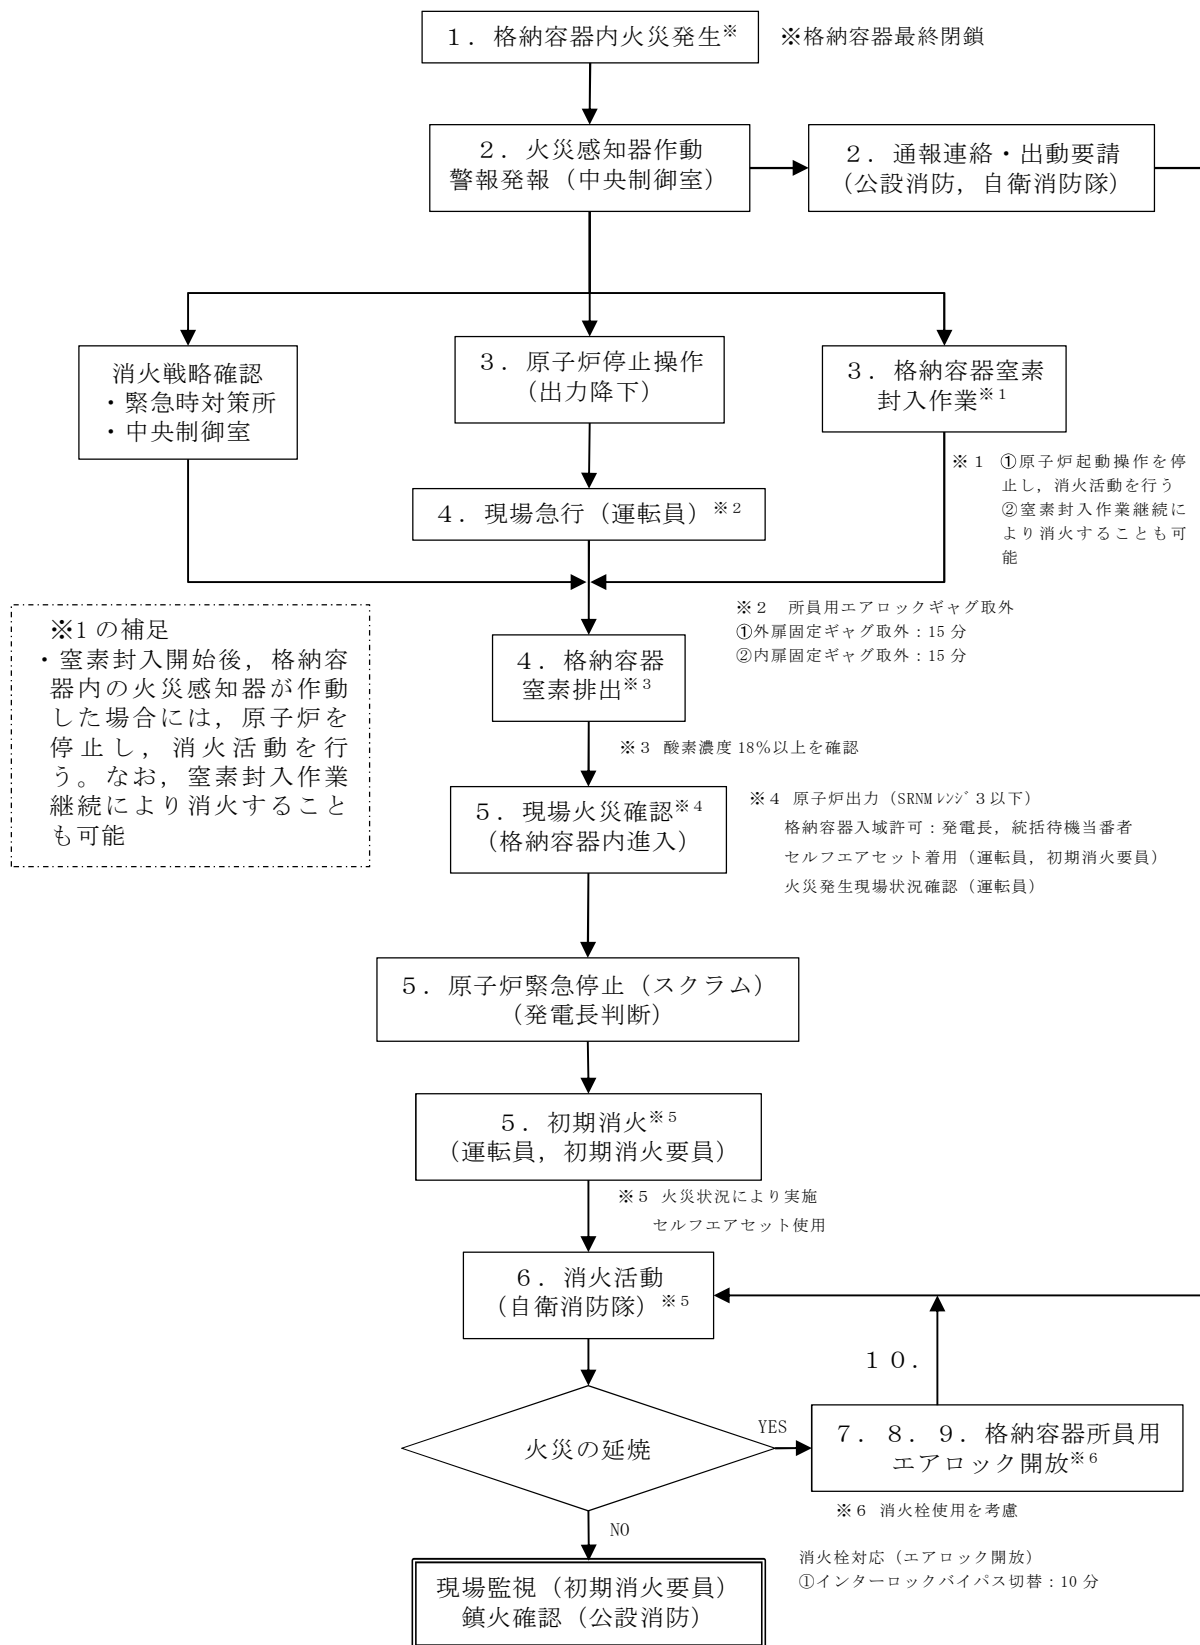 １．格納容器内火災発生※
※格納容器最終閉鎖
２．火災感知器作動
警報発報（中央制御室）
２．通報連絡・出動要請
（公設消防，自衛消防隊）
消火戦略確認
・緊急時対策所
・中央制御室
３．原子炉停止操作
（出力降下）
３．格納容器窒素
封入作業※1
※１ ①原子炉起動操作を停
止し，消火活動を行う
②窒素封入作業継続に
より消火することも可
能
４．現場急行（運転員）※２
※２ 所員用エアロックギャグ取外
①外扉固定ギャグ取外：15 分
②内扉固定ギャグ取外：15 分
※1 の補足
・窒素封入開始後，格納容
器内の火災感知器が作動
した場合には，原子炉を
停止し，消火活動を行
う。なお，窒素封入作業
継続により消火すること
も可能
４．格納容器
窒素排出※３
※３ 酸素濃度 18％以上を確認
５．現場火災確認※４
（格納容器内進入）
※４ 原子炉出力（SRNM ﾚﾝｼﾞ 3 以下）
格納容器入域許可：発電長，統括待機当番者
セルフエアセット着用（運転員，初期消火要員）
火災発生現場状況確認（運転員）
５．原子炉緊急停止（スクラム）
（発電長判断）
５．初期消火※５
（運転員，初期消火要員）
※５ 火災状況により実施
セルフエアセット使用
６．消火活動
（自衛消防隊）※５
１０．
火災の延焼
YES
７．８．９．格納容器所員用
エアロック開放※６
※６ 消火栓使用を考慮
NO
消火栓対応（エアロック開放）
①インターロックバイパス切替：10 分
現場監視（初期消火要員）
鎮火確認（公設消防）